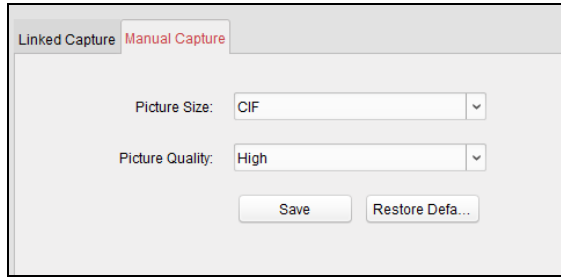 Linked Capture Manual Capture
Picture Size: CIF
Picture Quality: High
Save Restore Defa...